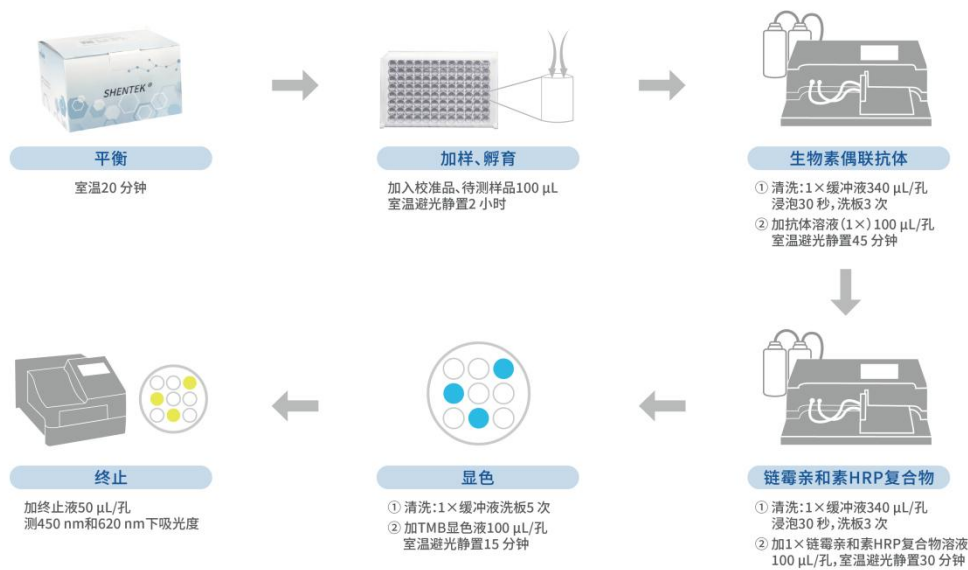 SHENTEK®
平衡
室温20 分钟
加样、孵育
加入校准品、待测样品100 μL
室温避光静置2 小时
生物素偶联抗体
① 清洗:1×缓冲液340 μL/孔
浸泡30 秒,洗板3 次
② 加抗体溶液(1×)100 μL/孔
室温避光静置45 分钟
链霉亲和素HRP复合物
① 清洗:1×缓冲液340 μL/孔
浸泡30 秒,洗板3 次
② 加1×链霉亲和素HRP复合物溶液
100 μL/孔,室温避光静置30 分钟
显色
① 清洗:1×缓冲液洗板5 次
② 加TMB显色液100 μL/孔
室温避光静置15 分钟
终止
加终止液50 μL/孔
测450 nm和620 nm下吸光度